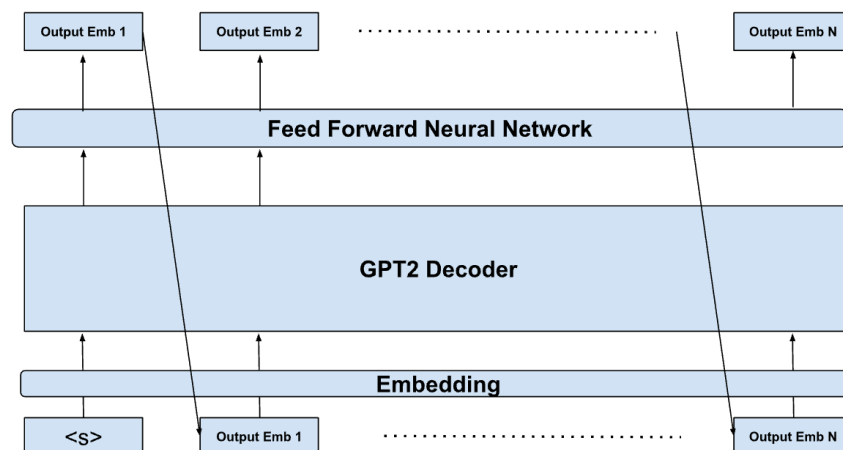 Output Emb 1
Output Emb 2
Output Emb N
Feed Forward Neural Network
GPT2 Decoder
Embedding
<s>
Output Emb 1
Output Emb N